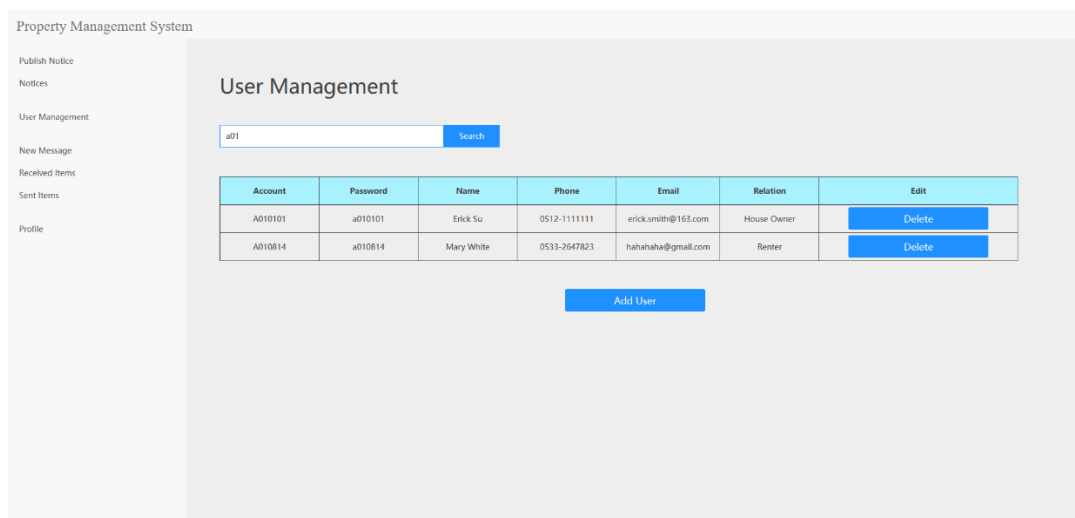 Property Management System
Publish Notice
Notices
User Management
New Message
Received Items
Sent Items
Profile
User Management
a01 Search
Account Password Name Phone Email Relation Edit
A010101 a010101 Erick Su 0512-1111111 erick.smith@163.com House Owner Delete
A010814 a010814 Mary White 0533-2647823 hahahaha@gmail.com Renter Delete
Add User